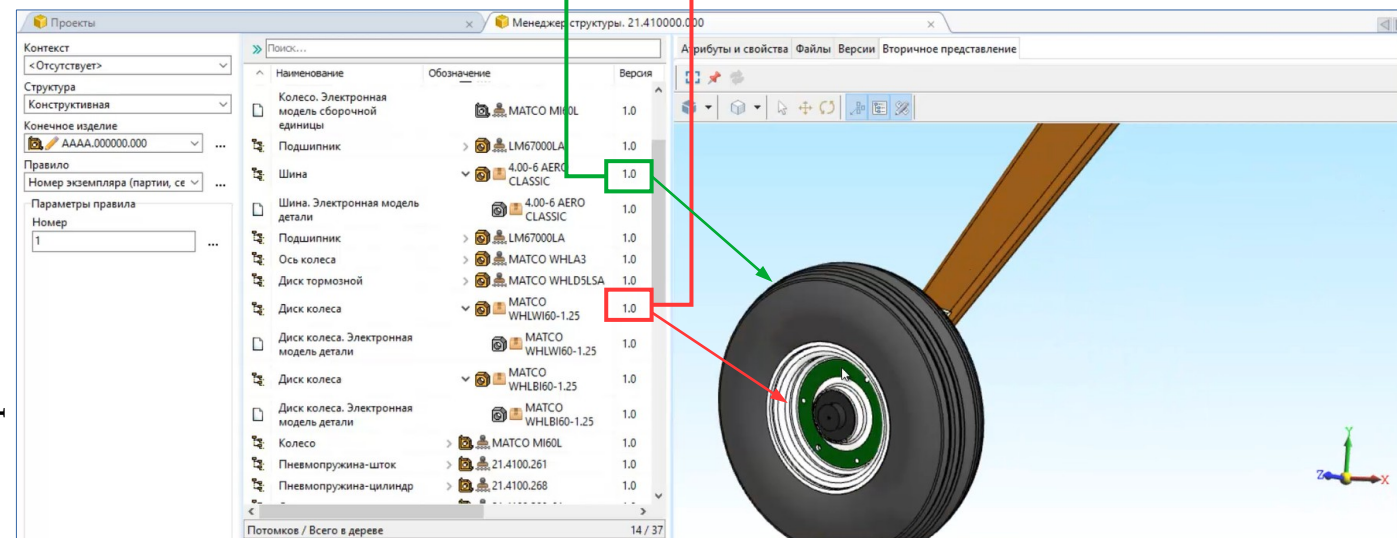 Проекты
Менеджер структуры. 21.410000.000
Контекст
<Отсутствует>
Структура
Конструктивная
Конечное изделие
AAAA.000000.000
...
Правило
Номер экземпляра (партии, се
...
Параметры правила
Номер
1
...
Поиск...
Наименование Обозначение Версия
Колесо. Электронная
модель сборочной
единицы
MATCO MI60L
1.0
Подшипник LM67000LA 1.0
Шина
4.00-6 AERO
CLASSIC
1.0
Шина. Электронная модель
детали
4.00-6 AERO
CLASSIC
1.0
Подшипник LM67000LA 1.0
Ось колеса MATCO WHLA3 1.0
Диск тормозной MATCO WHLD5LSA 1.0
Диск колеса
MATCO
WHLWI60-1.25
1.0
Диск колеса. Электронная
модель детали
MATCO
WHLWI60-1.25
1.0
Диск колеса
MATCO
WHLBI60-1.25
1.0
Диск колеса. Электронная
модель детали
MATCO
WHLBI60-1.25
1.0
Колесо MATCO MI60L 1.0
Пневмопружина-шток 21.4100.261 1.0
Пневмопружина-цилиндр 21.4100.268 1.0
Потомков / Всего в дереве 14 / 37
Атрибуты и свойства Файлы Версии Вторичное представление
Y
Z
X